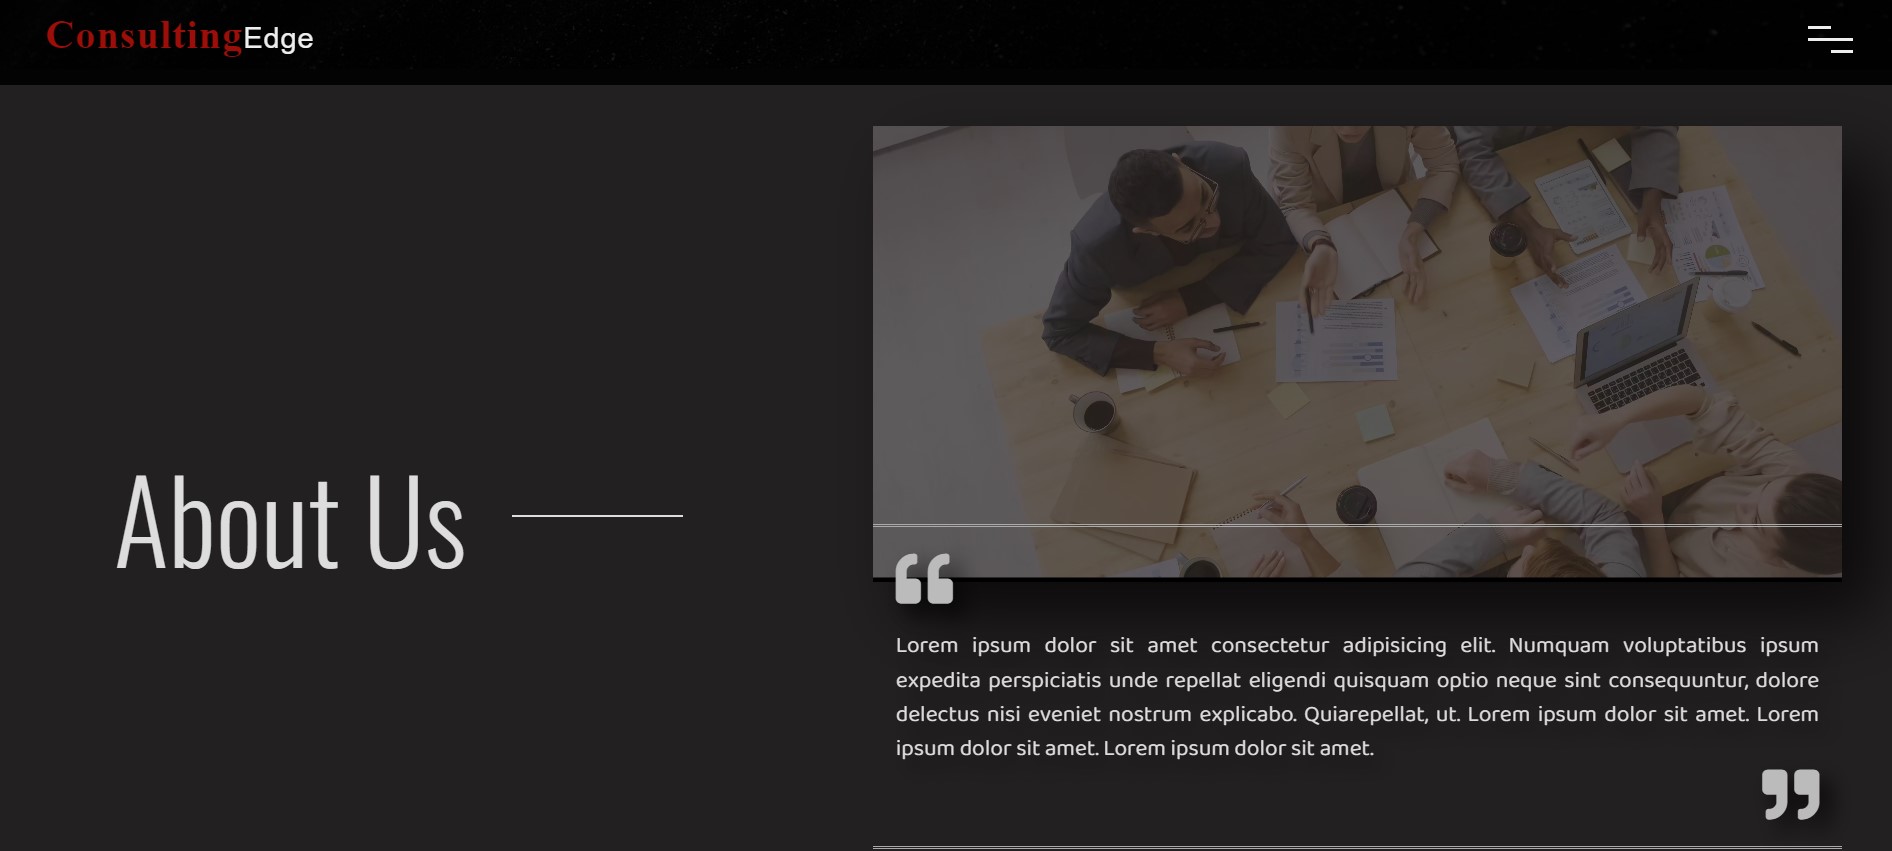 ConsultingEdge
About Us
“
Lorem ipsum dolor sit amet consectetur adipisicing elit. Numquam voluptatibus ipsum
expedita perspiciatis unde repellat eligendi quisquam optio neque sint consequuntur, dolore
delectus nisi eveniet nostrum explicabo. Quiarepellat, ut. Lorem ipsum dolor sit amet. Lorem
ipsum dolor sit amet. Lorem ipsum dolor sit amet.
”